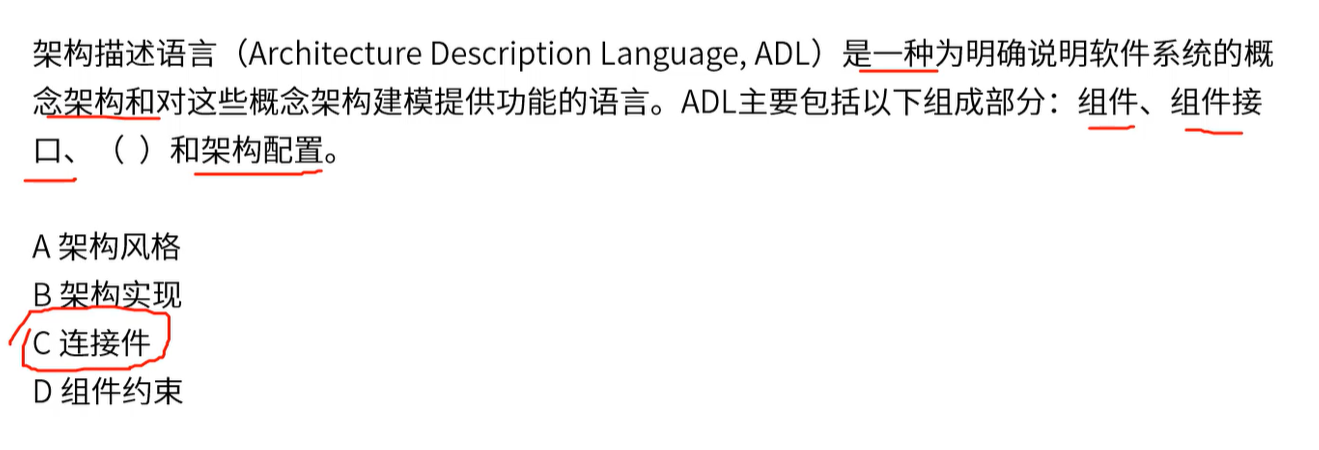 架构描述语言（Architecture Description Language, ADL）是一种为明确说明软件系统的概
念架构和对这些概念架构建模提供功能的语言。ADL主要包括以下组成部分：组件、组件接
口、（ ）和架构配置。
A 架构风格
B 架构实现
C 连接件
D 组件约束